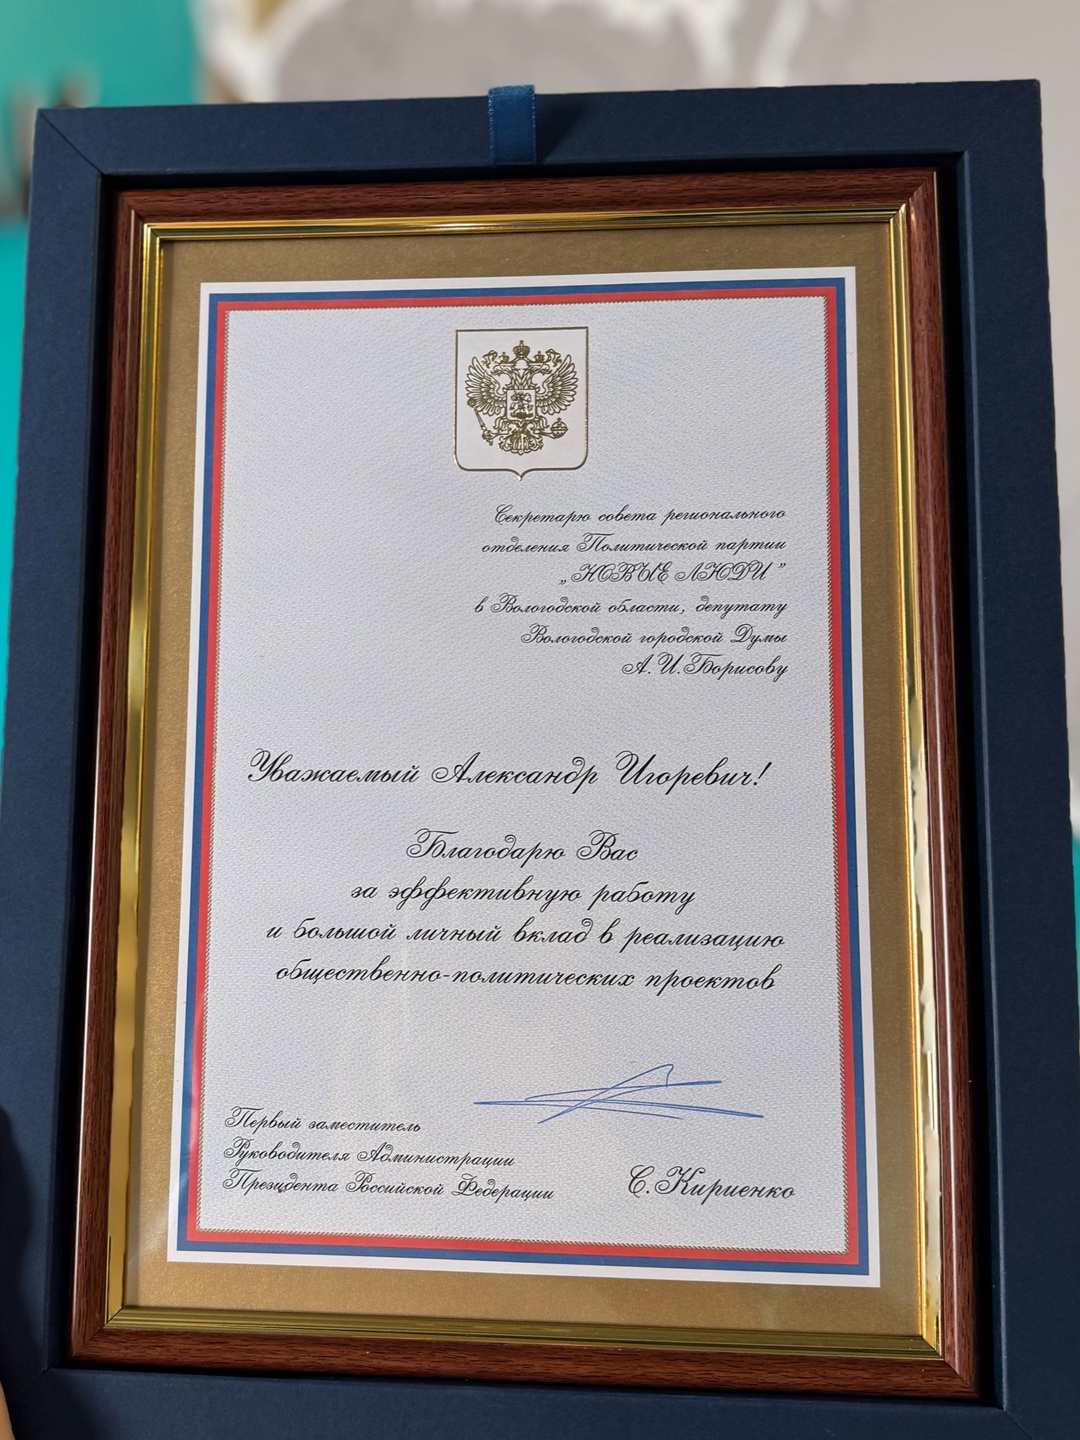 Секретарю совета регионального
отделения Политической партии
„НОВЫЕ ЛЮДИ”
в Вологодской области, депутату
Вологодской городской Думы
А.И.Борисову
Уважаемый Александр Игоревич!
Благодарю Вас
за эффективную работу
и большой личный вклад в реализацию
общественно-политических проектов
Первый заместитель
Руководителя Администрации
Президента Российской Федерации
С.Кириенко